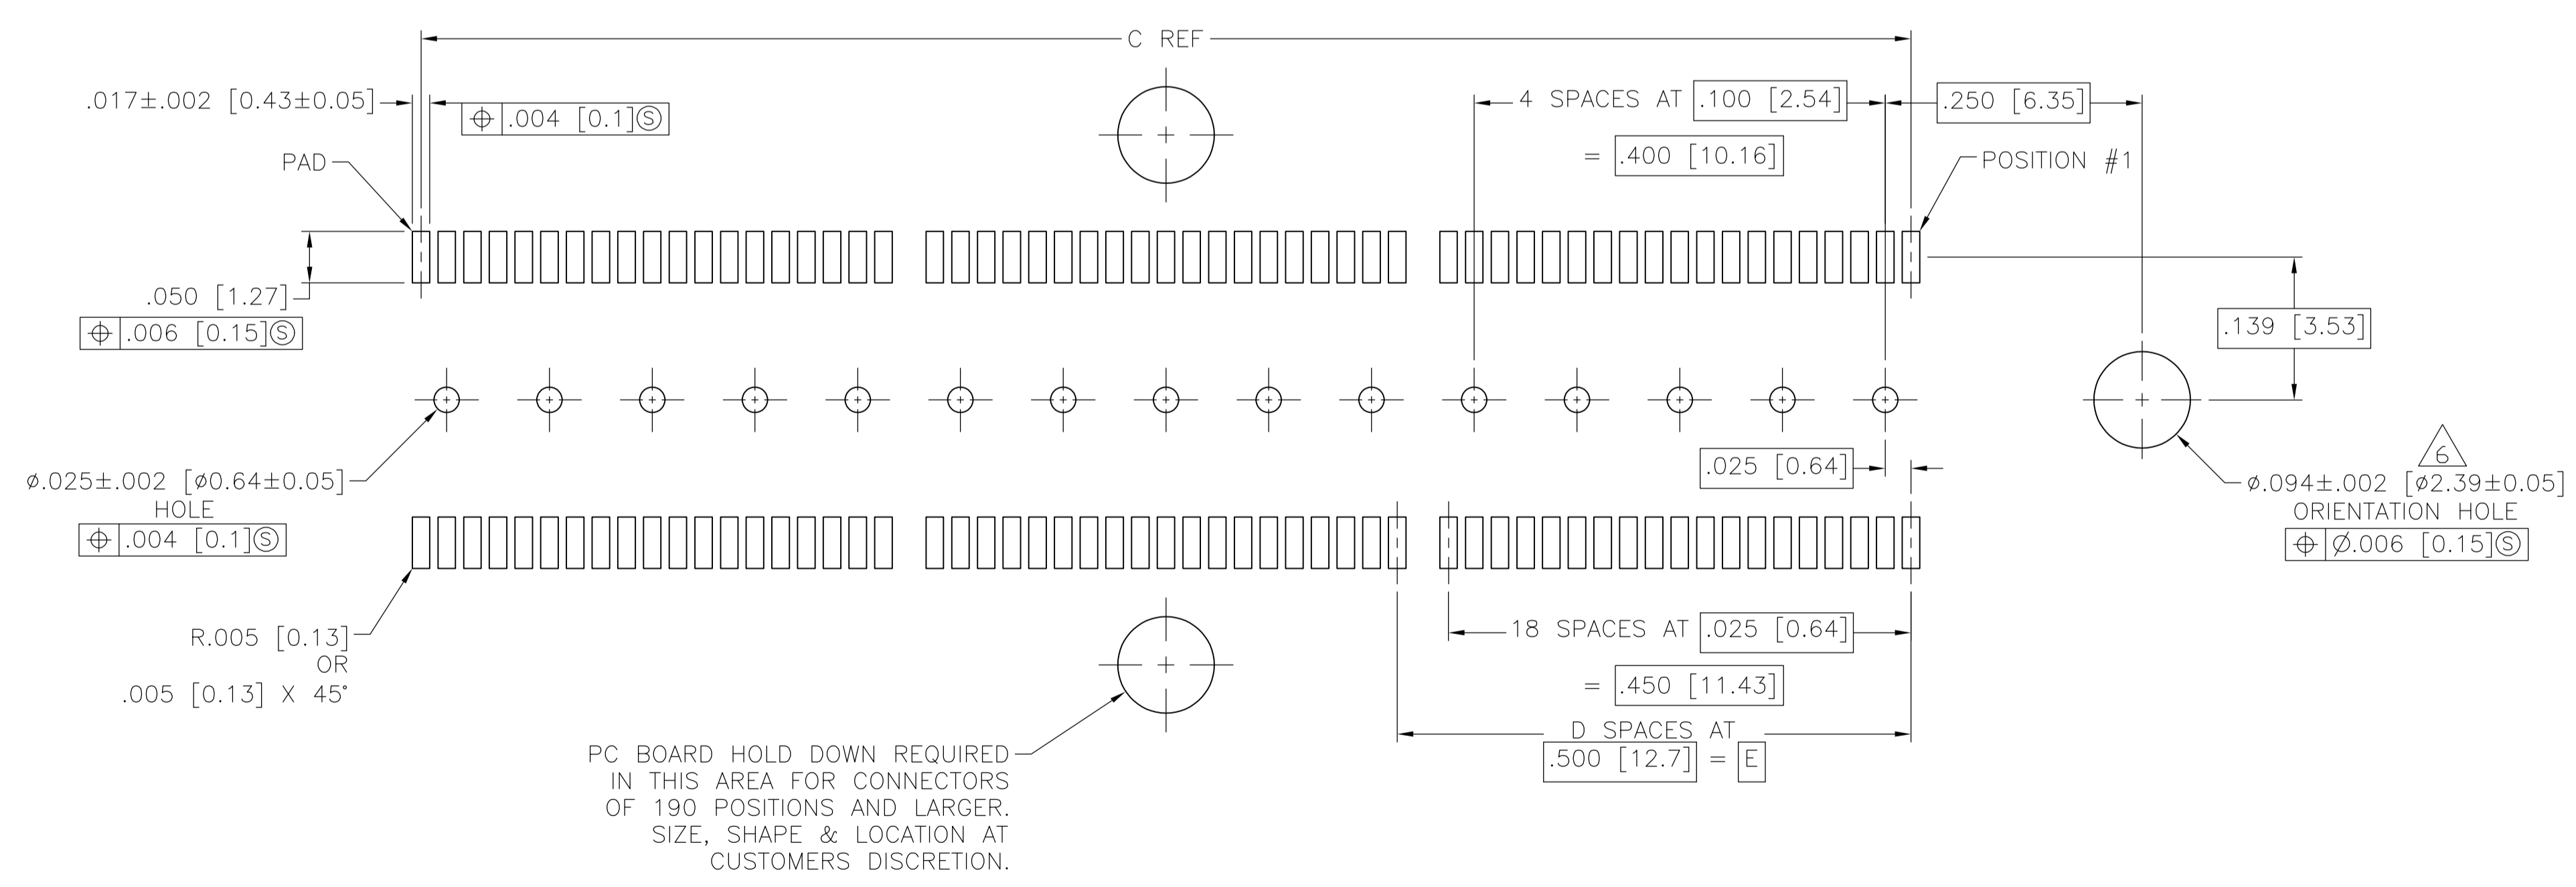 C REF
.017±.002 [0.43±0.05]
⌖ .004 [0.1]Ⓢ
4 SPACES AT .100 [2.54]
= .400 [10.16]
.250 [6.35]
PAD
POSITION #1
.050 [1.27]
⌖ .006 [0.15]Ⓢ
.139 [3.53]
⌀.025±.002 [⌀0.64±0.05]
HOLE
⌖ .004 [0.1]Ⓢ
.025 [0.64]
6
⌀.094±.002 [⌀2.39±0.05]
ORIENTATION HOLE
⌖ ⌀.006 [0.15]Ⓢ
R.005 [0.13]
OR
.005 [0.13] X 45°
18 SPACES AT .025 [0.64]
= .450 [11.43]
D SPACES AT
.500 [12.7] = E
PC BOARD HOLD DOWN REQUIRED
IN THIS AREA FOR CONNECTORS
OF 190 POSITIONS AND LARGER.
SIZE, SHAPE & LOCATION AT
CUSTOMERS DISCRETION.